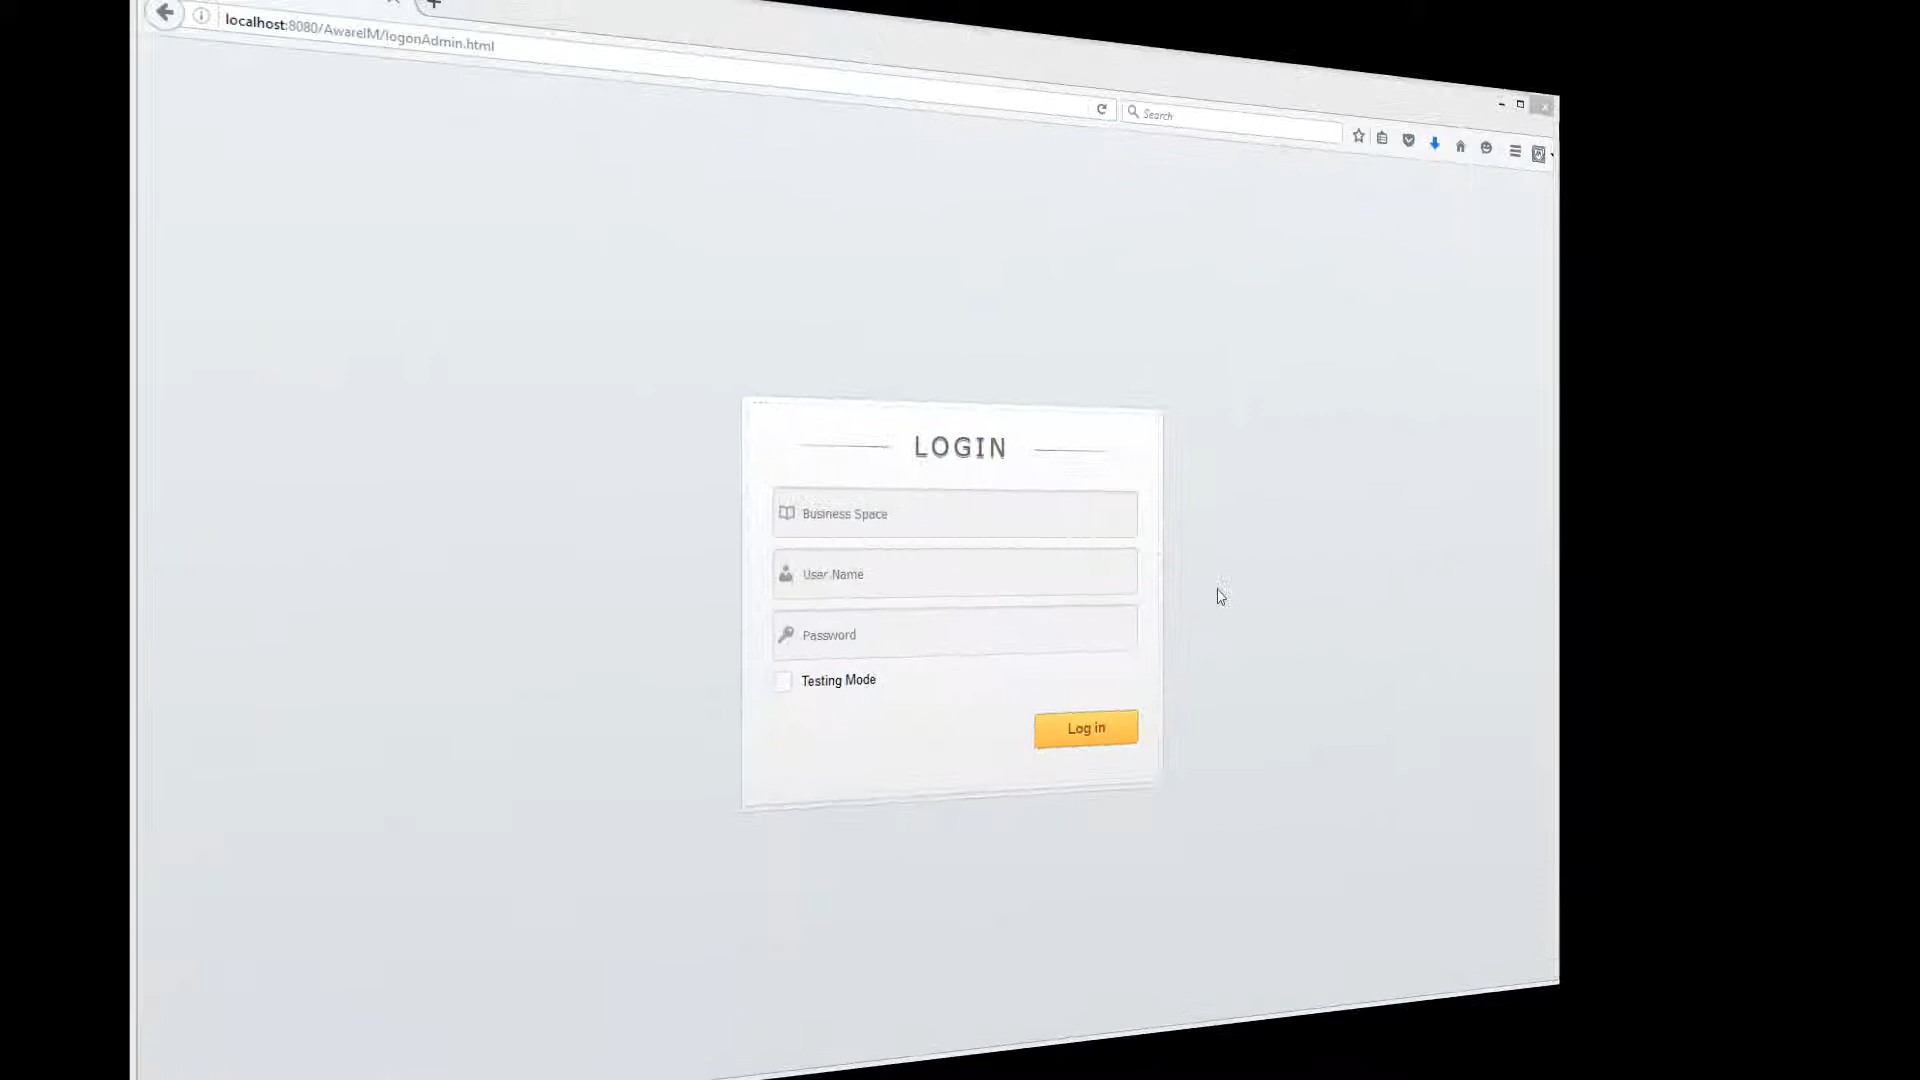 localhost:8080/AwareIM/logonAdmin.html
Search
LOGIN
Business Space
User Name
Password
Testing Mode
Log in